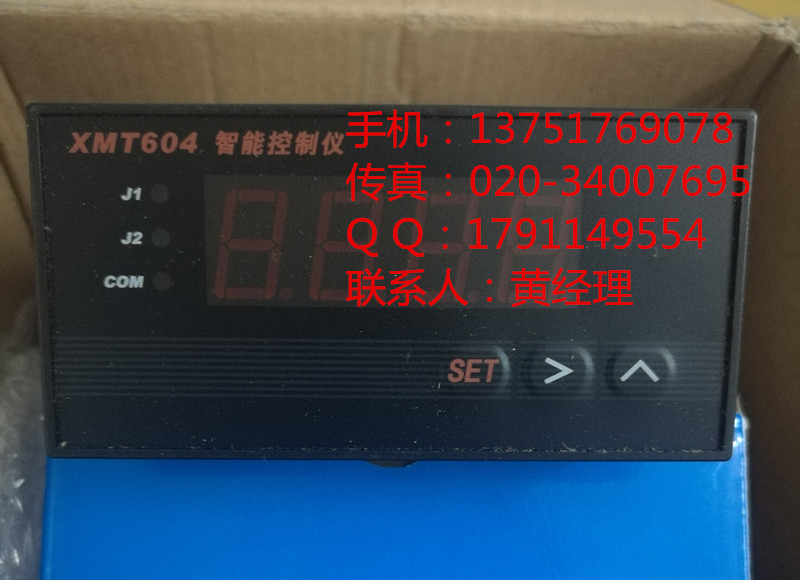 XMT604 智能控制仪
手机：13751769078
J1
传真：020-34007695
J2
Q Q：1791149554
COM
联系人：黄经理
SET > ^